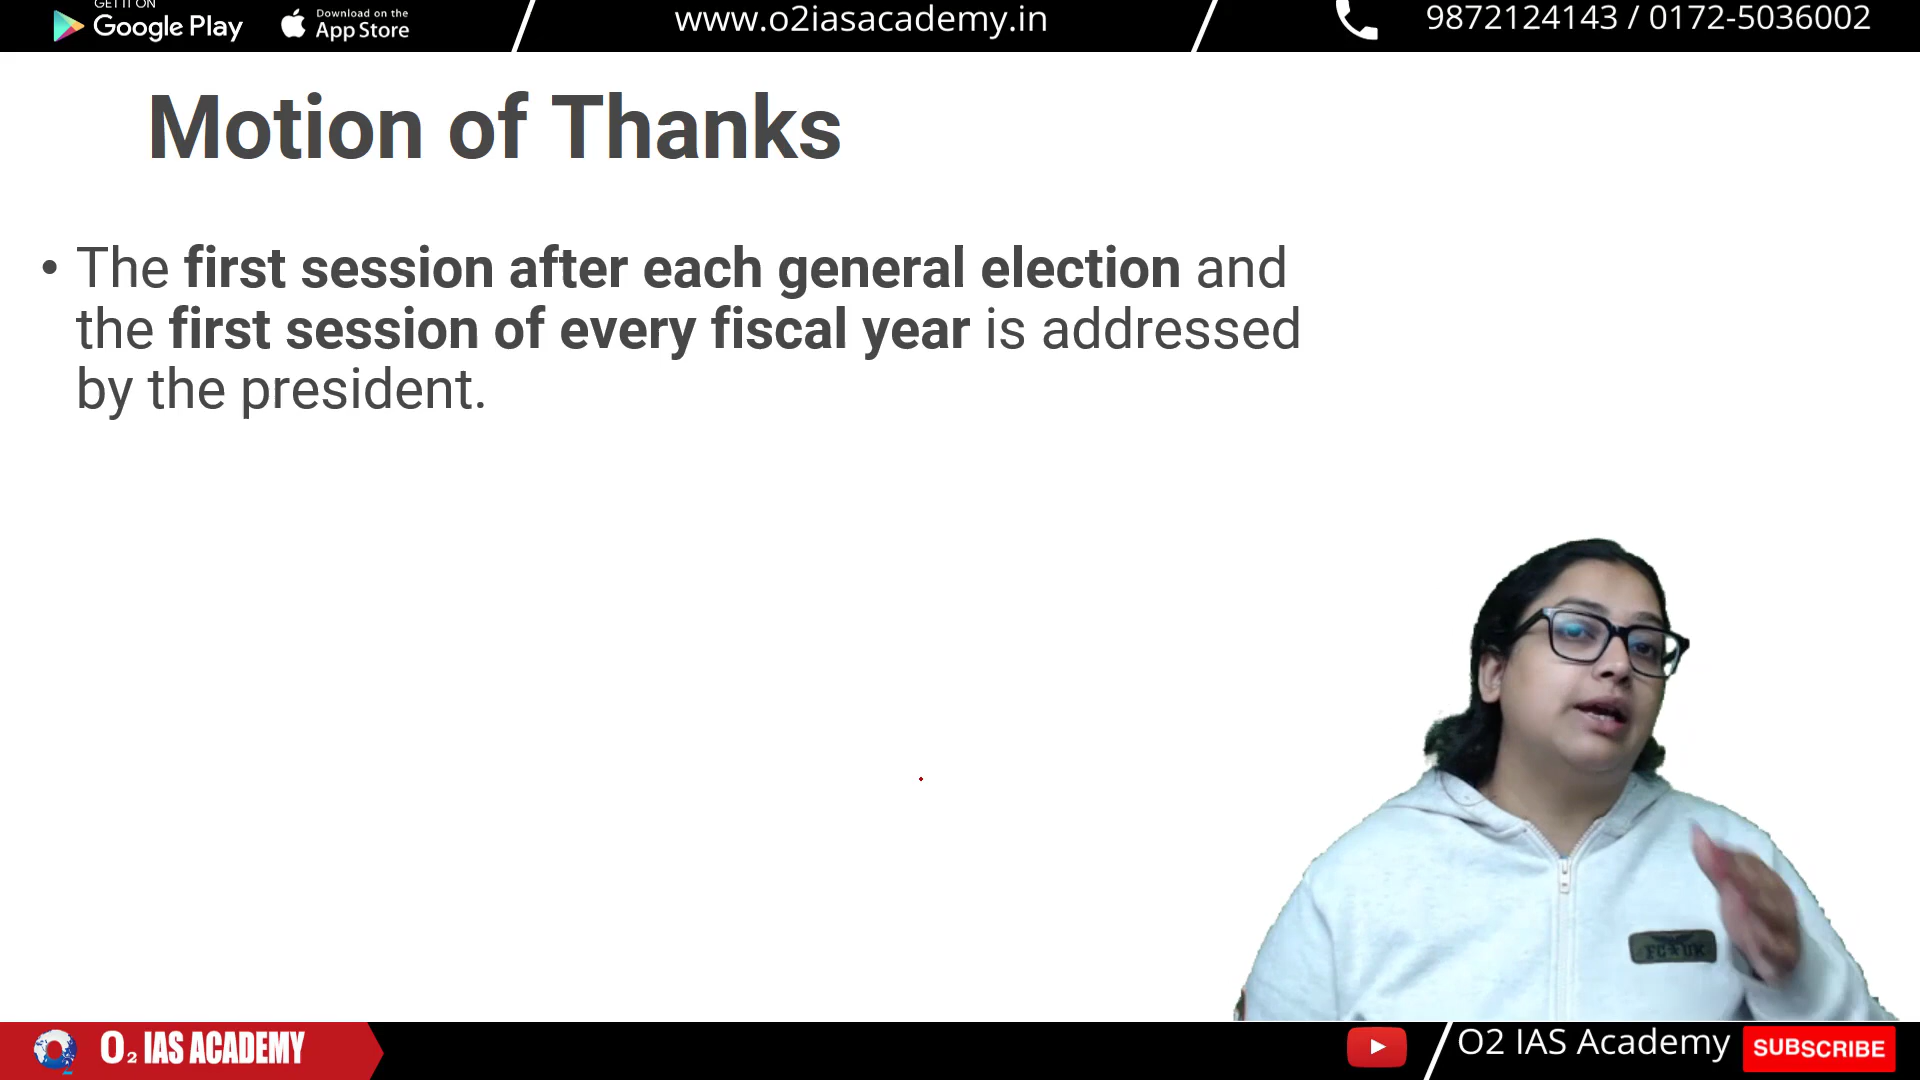 GET IT ON
Google Play
Download on the
App Store
www.o2iasacademy.in
9872124143 / 0172-5036002
Motion of Thanks
• The first session after each general election and
the first session of every fiscal year is addressed
by the president.
FCUK
O2 IAS ACADEMY
O2 IAS Academy
SUBSCRIBE